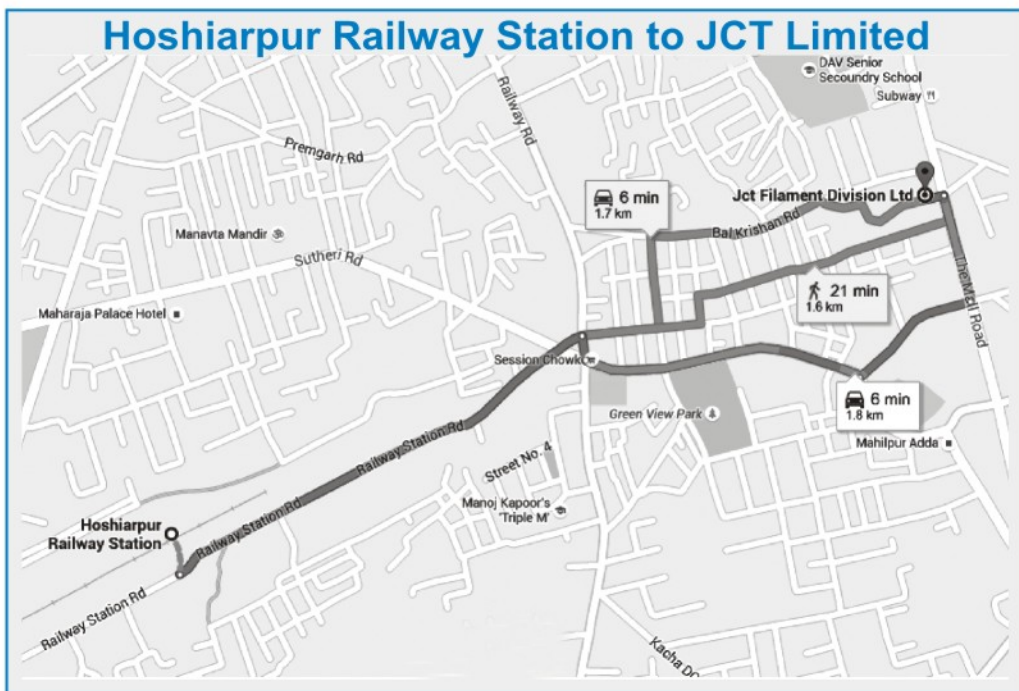 Hoshiarpur Railway Station to JCT Limited
DAV Senior
Secoundry School
Subway
Railway Rd
Premgarh Rd
6 min
1.7 km
Jct Filament Division Ltd
Bal Krishan Rd
Manavta Mandir
Sutheri Rd
The Mall Road
21 min
1.6 km
Maharaja Palace Hotel
Session Chowk
6 min
1.8 km
Green View Park
Mahilpur Adda
Railway Station Rd
Street No. 4
Manoj Kapoor's
'Triple M'
Railway Station Rd
Hoshiarpur
Railway Station
Railway Station Rd